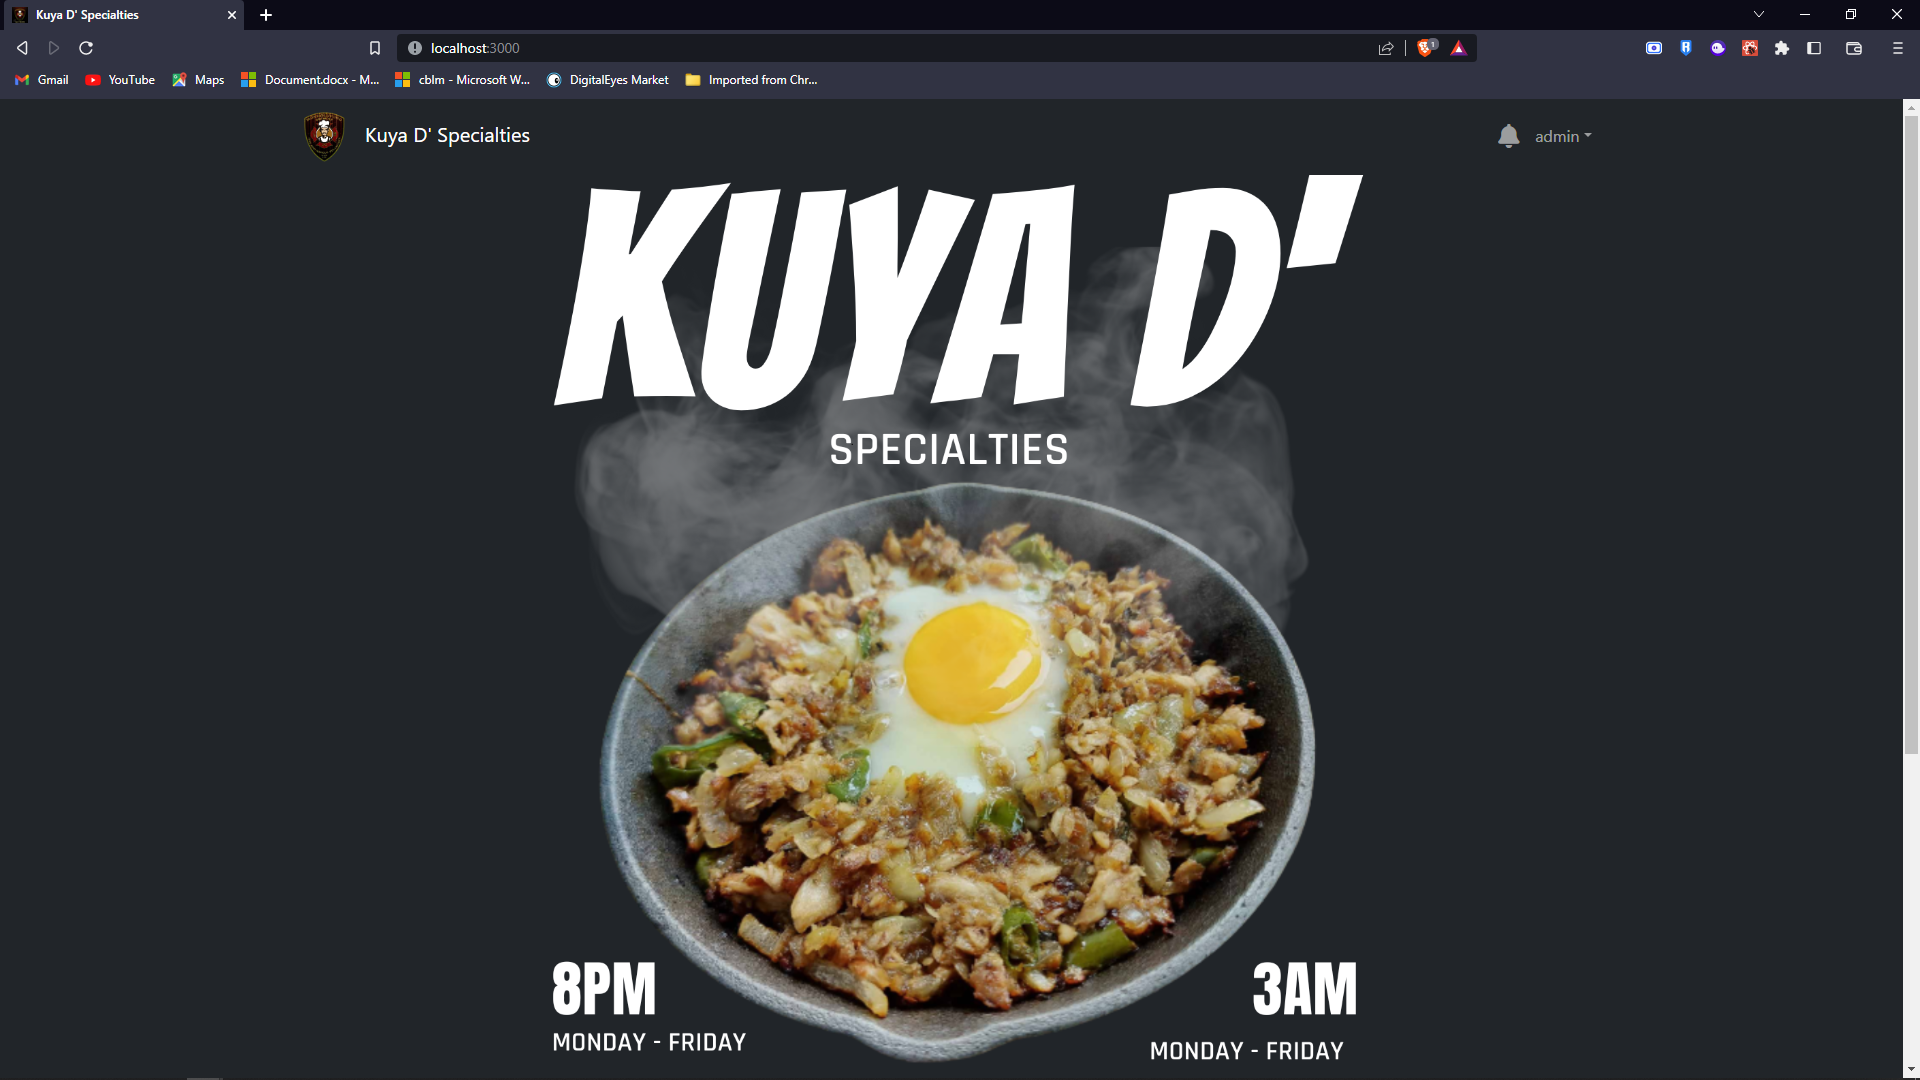 Kuya D' Specialties
localhost:3000
1
Gmail
YouTube
Maps
Document.docx - M...
cblm - Microsoft W...
DigitalEyes Market
Imported from Chr...
Kuya D' Specialties
admin
KUYA D'
SPECIALTIES
8PM
MONDAY - FRIDAY
3AM
MONDAY - FRIDAY